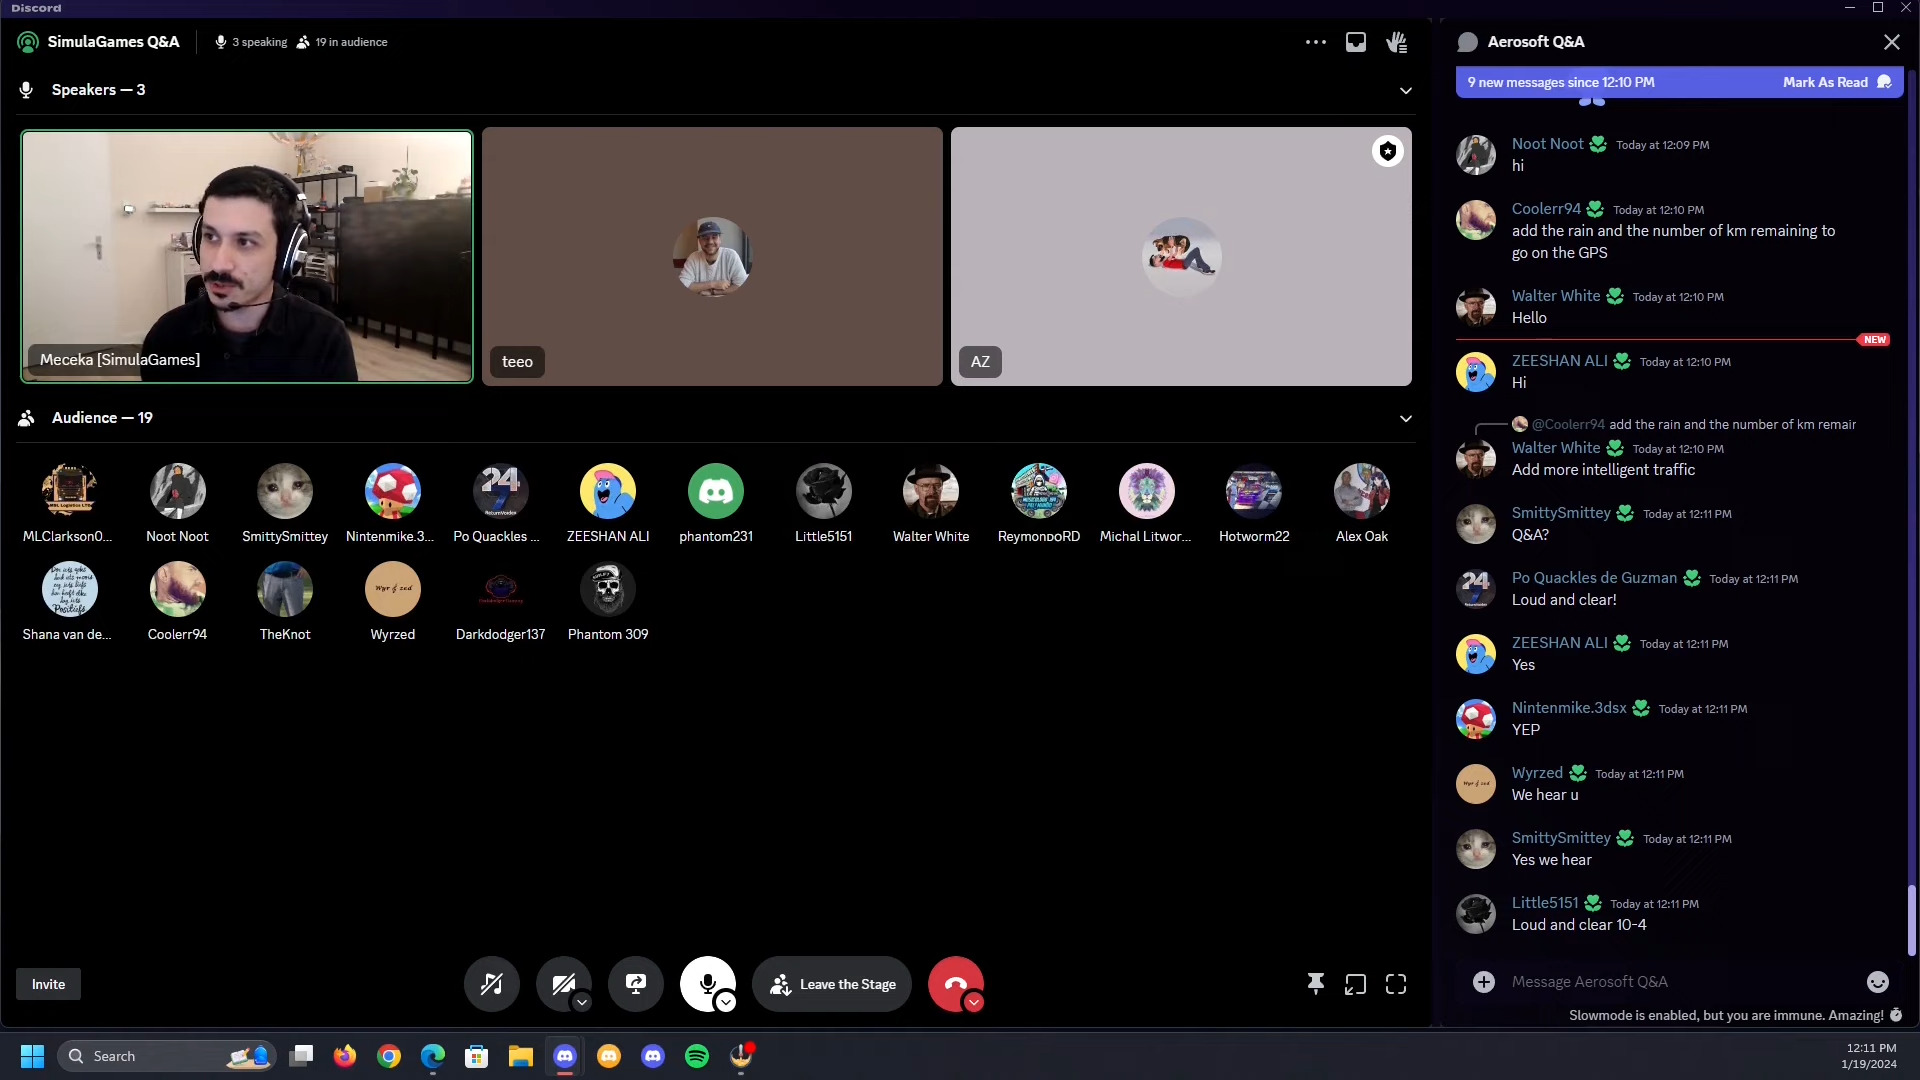 Discord
SimulaGames Q&A
3 speaking
19 in audience
Speakers — 3
Meceka [SimulaGames]
teeo
AZ
Audience — 19
MLClarkson0...
Noot Noot
SmittySmittey
Nintenmike.3...
24
Po Quackles ...
ZEESHAN ALI
phantom231
Little5151
Walter White
ReymonpoRD
Michal Litwor...
Hotworm22
Alex Oak
Shana van de...
Coolerr94
TheKnot
Wyr & zed
Wyrzed
Darkdodger137
Phantom 309
Invite
Leave the Stage
Aerosoft Q&A
9 new messages since 12:10 PM
Mark As Read
Noot Noot Today at 12:09 PM
hi
Coolerr94 Today at 12:10 PM
add the rain and the number of km remaining to
go on the GPS
Walter White Today at 12:10 PM
Hello
NEW
ZEESHAN ALI Today at 12:10 PM
Hi
@Coolerr94 add the rain and the number of km remair
Walter White Today at 12:10 PM
Add more intelligent traffic
SmittySmittey Today at 12:11 PM
Q&A?
Po Quackles de Guzman Today at 12:11 PM
Loud and clear!
ZEESHAN ALI Today at 12:11 PM
Yes
Nintenmike.3dsx Today at 12:11 PM
YEP
Wyrzed Today at 12:11 PM
We hear u
SmittySmittey Today at 12:11 PM
Yes we hear
Little5151 Today at 12:11 PM
Loud and clear 10-4
Message Aerosoft Q&A
Slowmode is enabled, but you are immune. Amazing!
Search
12:11 PM
1/19/2024